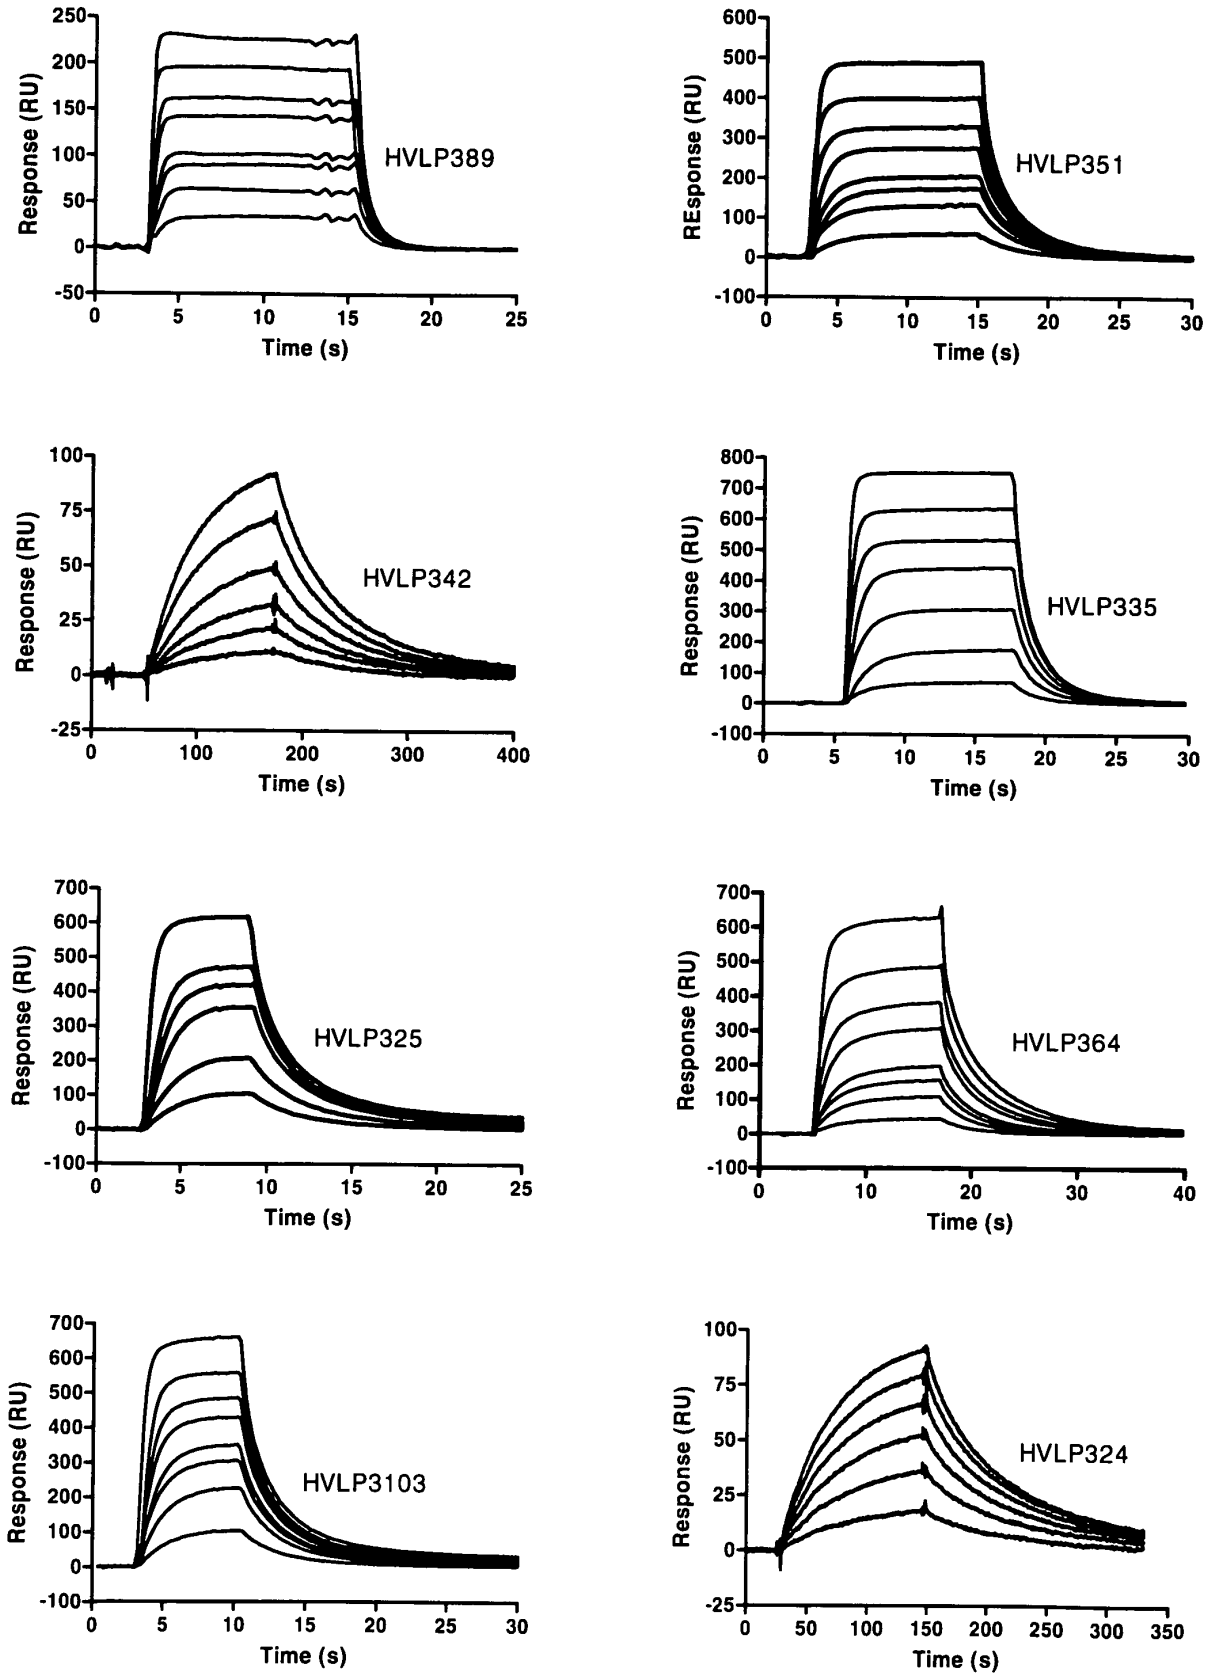 250
200
150
100
50
0
-50
Response (RU)
HVLP389
0 5 10 15 20 25
Time (s)
600
500
400
300
200
100
0
-100
REsponse (RU)
HVLP351
0 5 10 15 20 25 30
Time (s)
100
75
50
25
0
-25
Response (RU)
HVLP342
0 100 200 300 400
Time (s)
800
700
600
500
400
300
200
100
0
-100
Response (RU)
HVLP335
0 5 10 15 20 25 30
Time (s)
700
600
500
400
300
200
100
0
-100
Response (RU)
HVLP325
0 5 10 15 20 25
Time (s)
700
600
500
400
300
200
100
0
-100
Response (RU)
HVLP364
0 10 20 30 40
Time (s)
700
600
500
400
300
200
100
0
-100
Response (RU)
HVLP3103
0 5 10 15 20 25 30
Time (s)
100
75
50
25
0
-25
Response (RU)
HVLP324
0 50 100 150 200 250 300 350
Time (s)